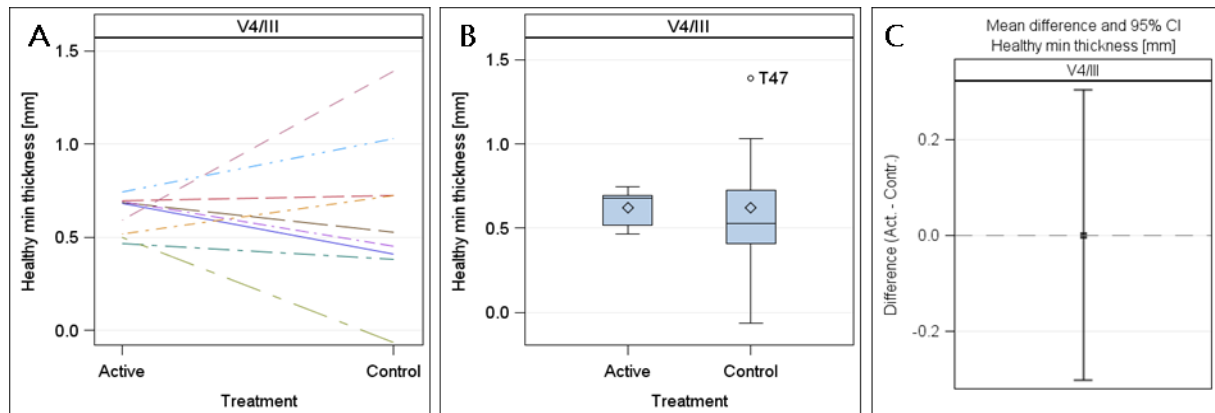 A
V4/III
Healthy min thickness [mm]
1.5
1.0
0.5
0.0
Active
Control
Treatment
B
V4/III
Healthy min thickness [mm]
1.5
1.0
0.5
0.0
T47
Active
Control
Treatment
C
Mean difference and 95% CI
Healthy min thickness [mm]
V4/III
Difference (Act. - Contr.)
0.2
0.0
-0.2